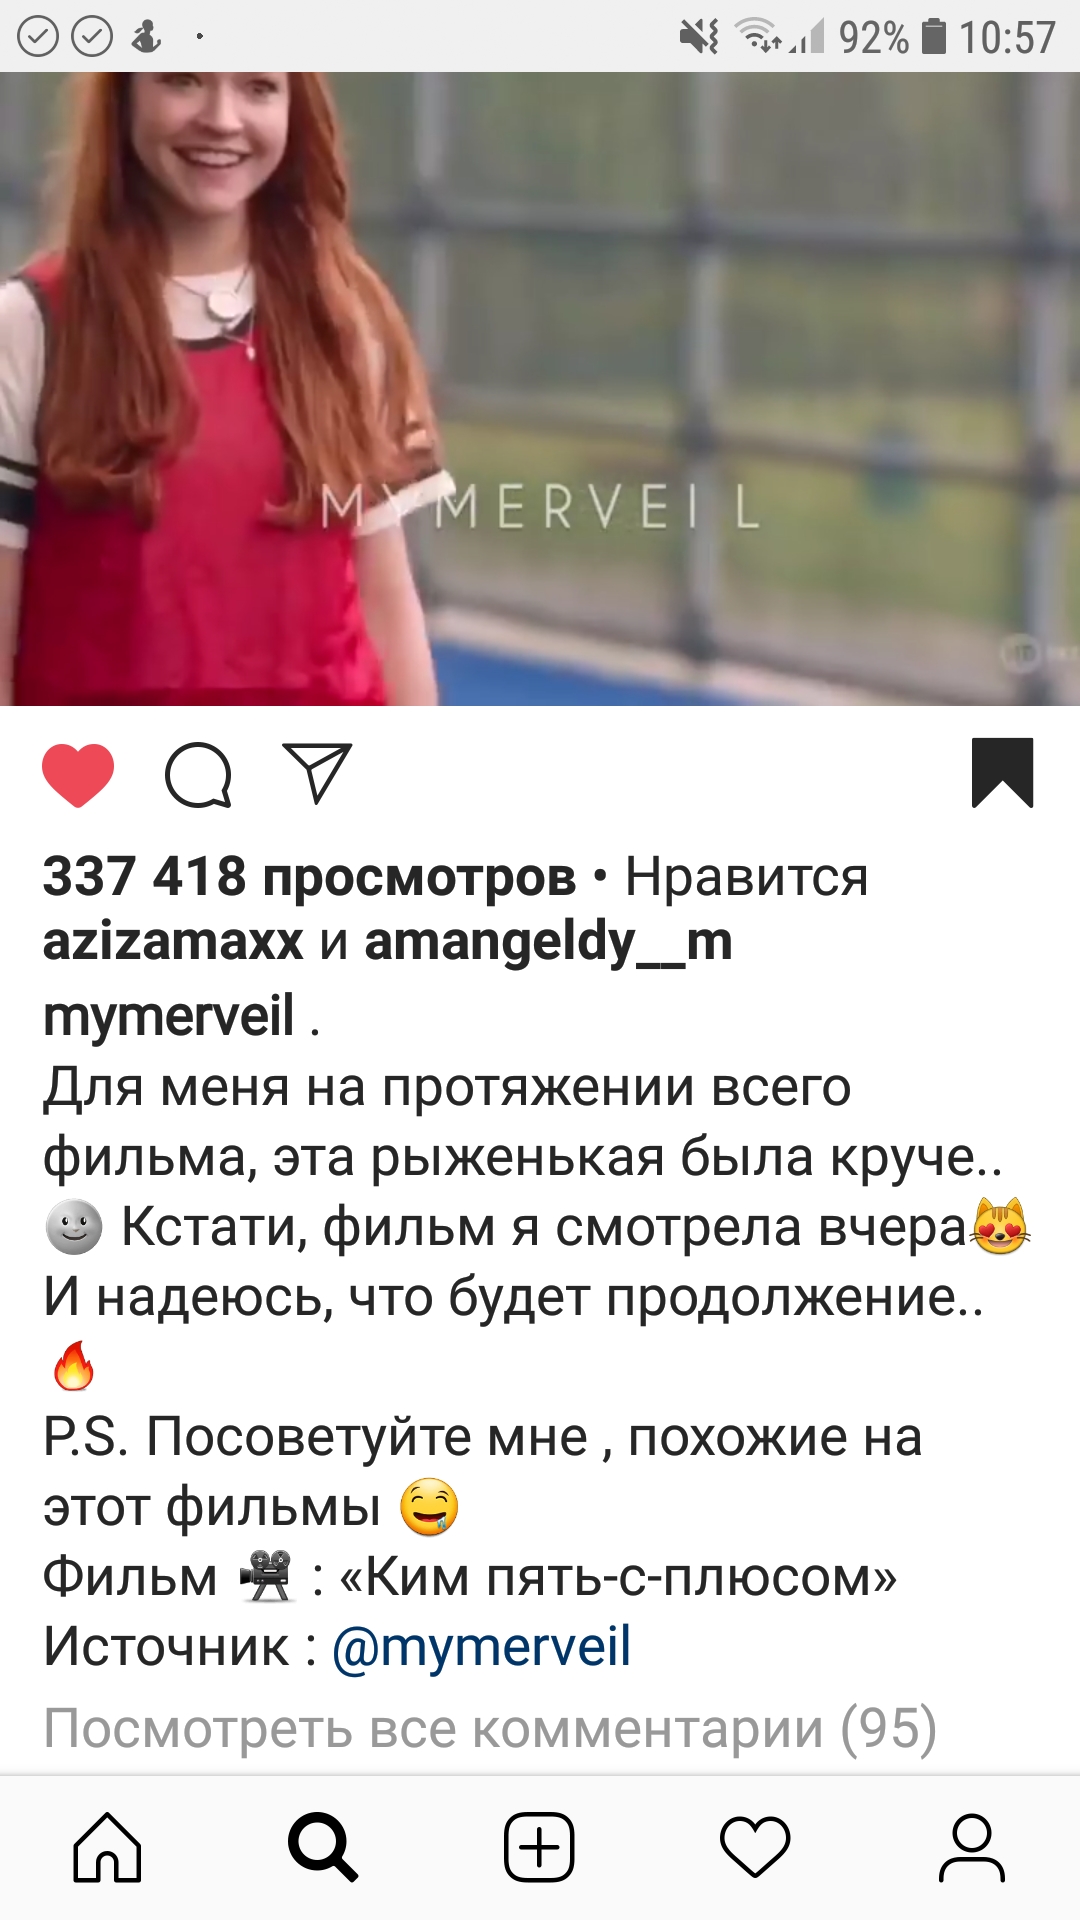 92% 10:57
MYMERVEIL
337 418 просмотров • Нравится
azizamaxx и amangeldy__m
mymerveil .
Для меня на протяжении всего
фильма, эта рыженькая была круче..
🌚 Кстати, фильм я смотрела вчера😻
И надеюсь, что будет продолжение..
🔥
P.S. Посоветуйте мне , похожие на
этот фильмы 🤤
Фильм 🎥 : «Ким пять-с-плюсом»
Источник : @mymerveil
Посмотреть все комментарии (95)